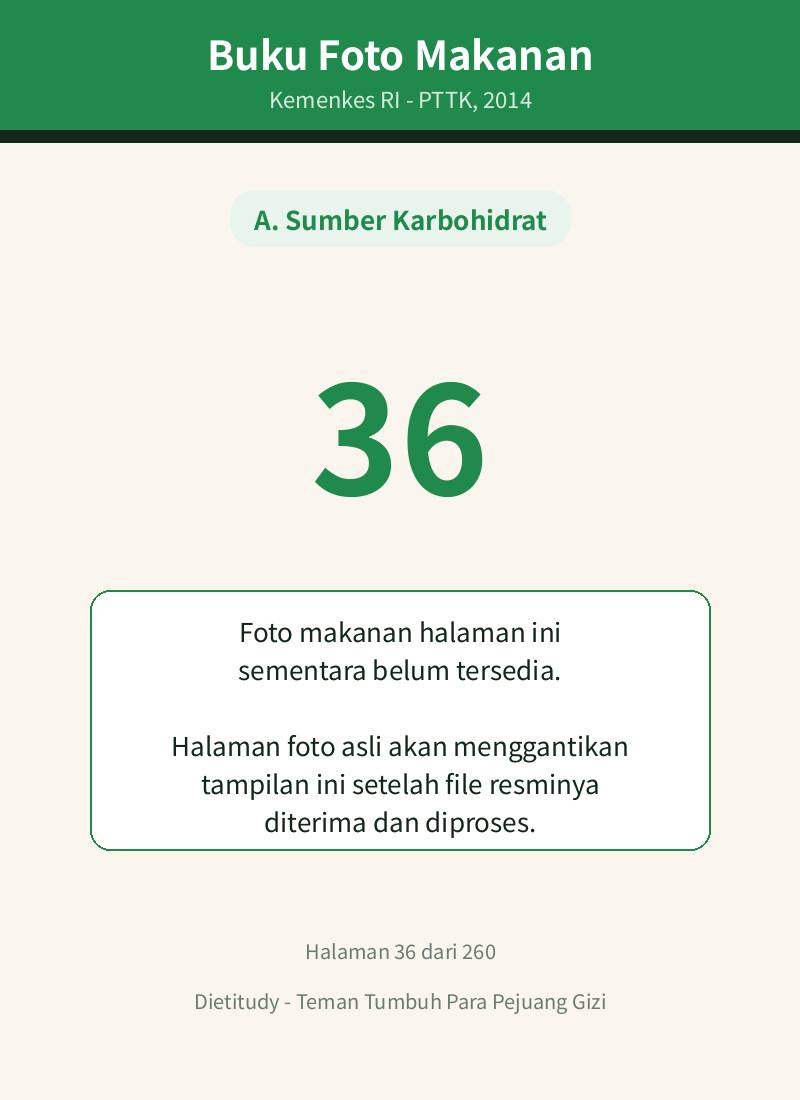 Buku Foto Makanan
Kemenkes RI - PTTK, 2014
A. Sumber Karbohidrat
36
Foto makanan halaman ini
sementara belum tersedia.
Halaman foto asli akan menggantikan
tampilan ini setelah file resminya
diterima dan diproses.
Halaman 36 dari 260
Dietitudy - Teman Tumbuh Para Pejuang Gizi